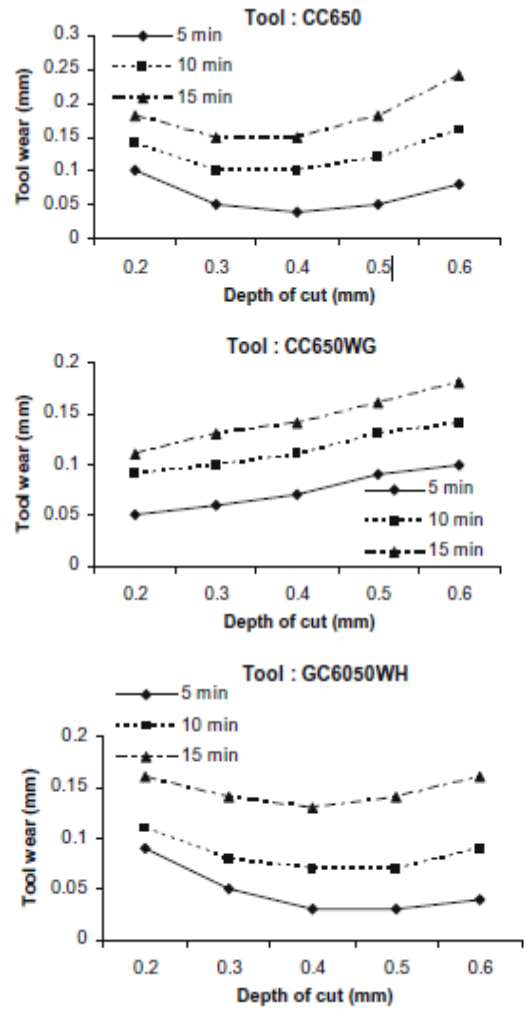 Tool : CC650
5 min
10 min
15 min
0.3
0.25
0.2
0.15
0.1
0.05
0
Tool wear (mm)
0.2 0.3 0.4 0.5 0.6
Depth of cut (mm)
Tool : CC650WG
0.2
0.15
0.1
0.05
0
Tool wear (mm)
5 min
10 min
15 min
0.2 0.3 0.4 0.5 0.6
Depth of cut (mm)
Tool : GC6050WH
5 min
10 min
15 min
0.2
0.15
0.1
0.05
0
Tool wear (mm)
0.2 0.3 0.4 0.5 0.6
Depth of cut (mm)